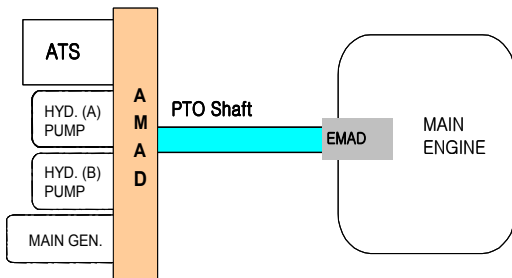 ATS
HYD. (A)
PUMP
HYD. (B)
PUMP
MAIN GEN.
A
M
A
D
PTO Shaft
EMAD
MAIN
ENGINE